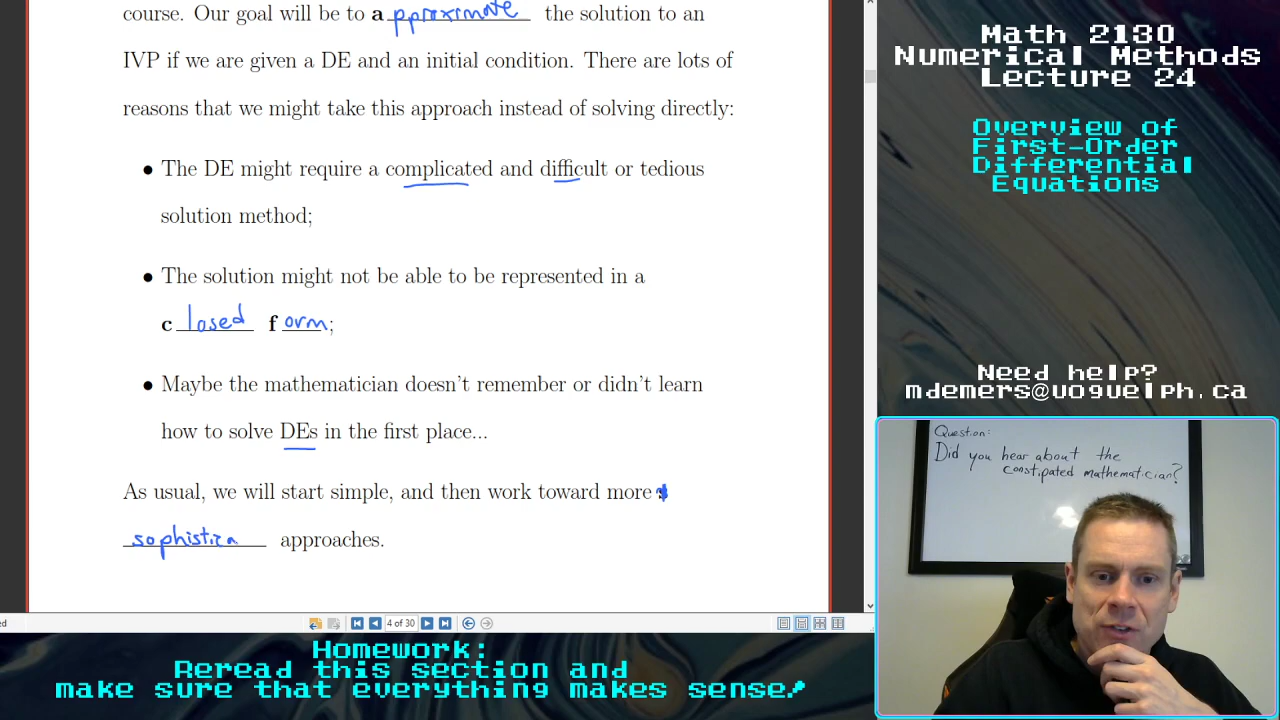 course. Our goal will be to approximate the solution to an
IVP if we are given a DE and an initial condition. There are lots of
reasons that we might take this approach instead of solving directly:
• The DE might require a complicated and difficult or tedious
solution method;
• The solution might not be able to be represented in a
closed form;
• Maybe the mathematician doesn't remember or didn't learn
how to solve DEs in the first place...
As usual, we will start simple, and then work toward more s
sophistica approaches.
4 of 30
Math 2130
Numerical Methods
Lecture 24
Overview of
First-Order
Differential
Equations
Need help?
mdemers@uoguelph.ca
Question:
Did you hear about the
constipated mathematician?
Homework:
Reread this section and
make sure that everything makes sense!